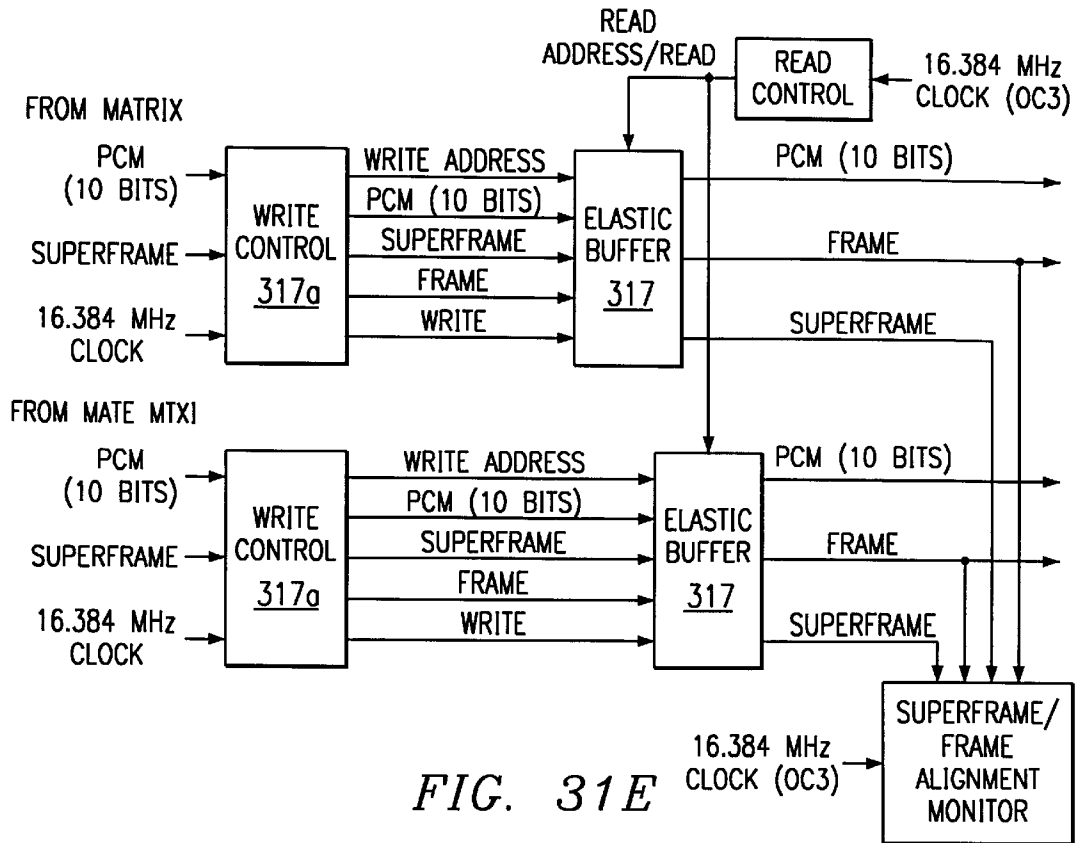 READ
ADDRESS/READ
READ
CONTROL
16.384 MHz
CLOCK (OC3)
FROM MATRIX
PCM
(10 BITS)
SUPERFRAME
16.384 MHz
CLOCK
WRITE
CONTROL
317a
WRITE ADDRESS
PCM (10 BITS)
SUPERFRAME
FRAME
WRITE
ELASTIC
BUFFER
317
PCM (10 BITS)
FRAME
SUPERFRAME
FROM MATE MTXI
PCM
(10 BITS)
SUPERFRAME
16.384 MHz
CLOCK
WRITE
CONTROL
317a
WRITE ADDRESS
PCM (10 BITS)
SUPERFRAME
FRAME
WRITE
ELASTIC
BUFFER
317
PCM (10 BITS)
FRAME
SUPERFRAME
16.384 MHz
CLOCK (OC3)
SUPERFRAME/
FRAME
ALIGNMENT
MONITOR
FIG. 31E